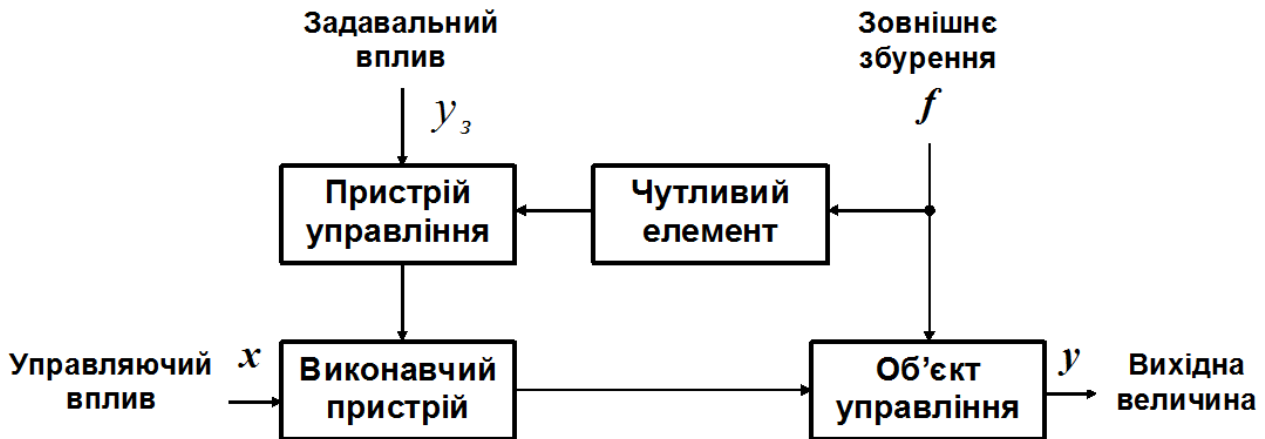 Задавальний
вплив
Зовнішнє
збурення
y з
f
Пристрій
управління
Чутливий
елемент
Управляючий
вплив
x
Виконавчий
пристрій
Об’єкт
управління
y
Вихідна
величина